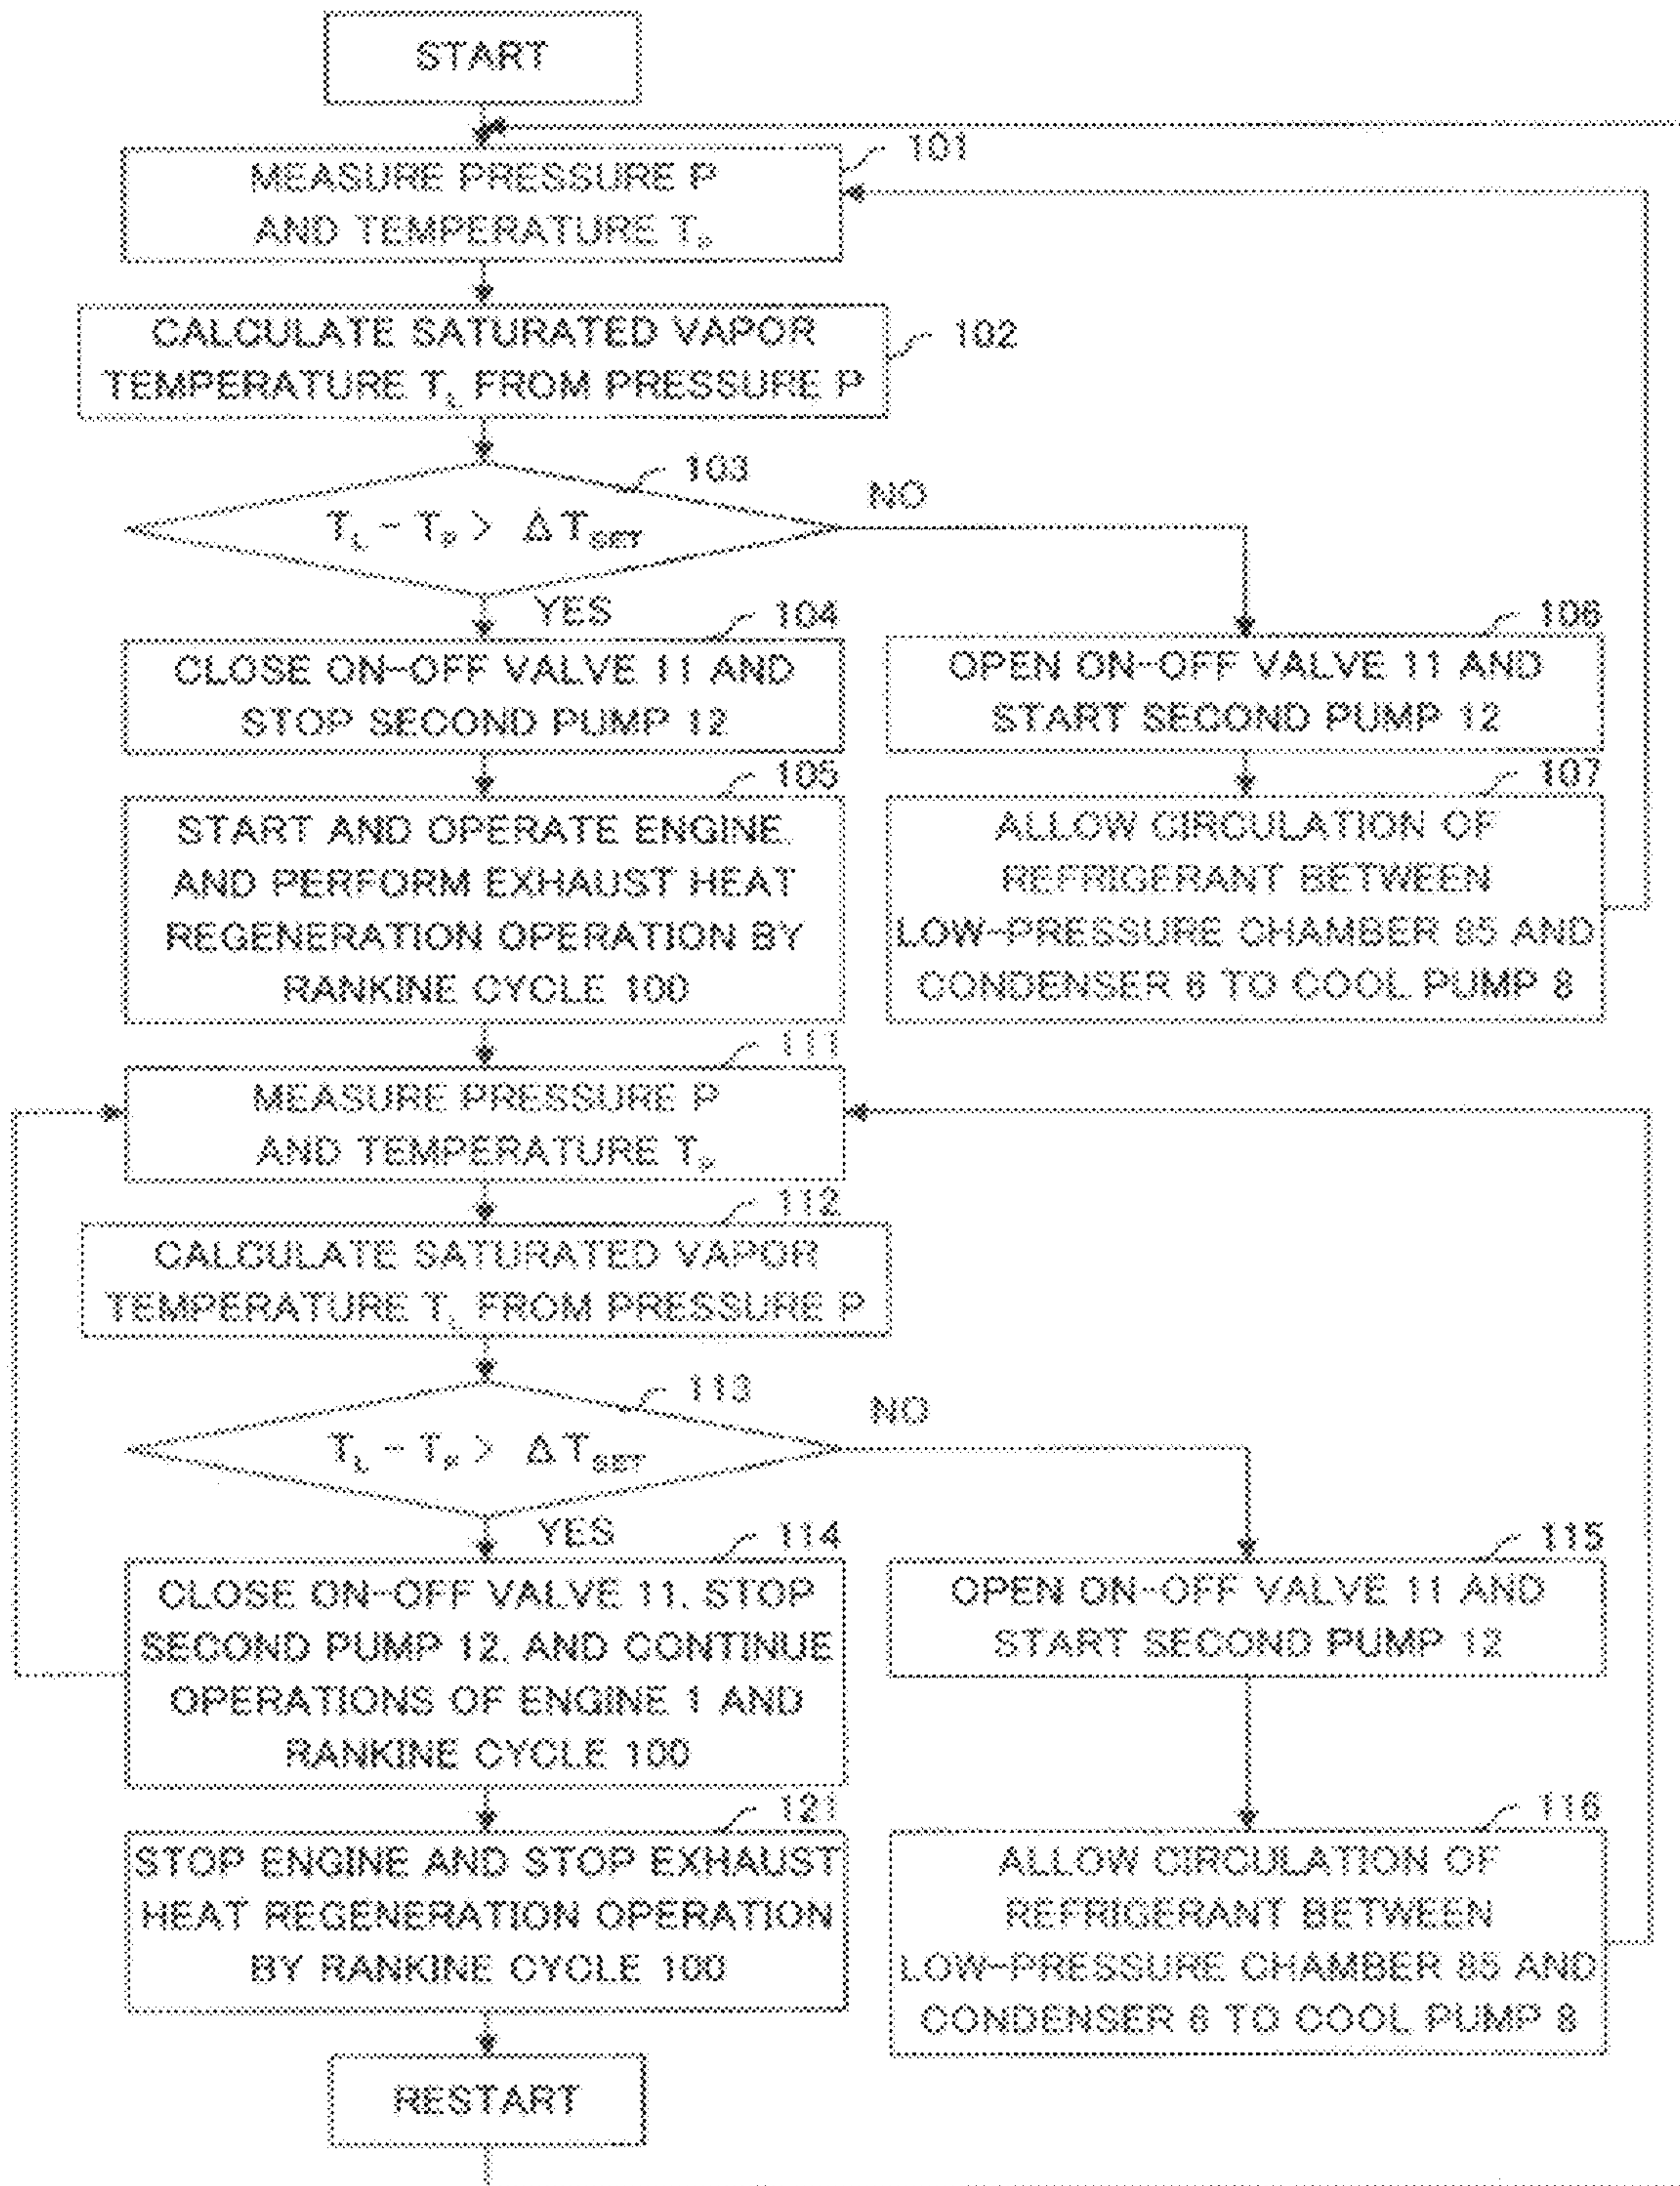 START
101
MEASURE PRESSURE P
AND TEMPERATURE TP
CALCULATE SATURATED VAPOR
TEMPERATURE TL FROM PRESSURE P
102
103
TL - TP > ΔTSET
NO
YES
104
CLOSE ON-OFF VALVE 11 AND
STOP SECOND PUMP 12
106
OPEN ON-OFF VALVE 11 AND
START SECOND PUMP 12
105
START AND OPERATE ENGINE,
AND PERFORM EXHAUST HEAT
REGENERATION OPERATION BY
RANKINE CYCLE 100
107
ALLOW CIRCULATION OF
REFRIGERANT BETWEEN
LOW-PRESSURE CHAMBER 85 AND
CONDENSER 6 TO COOL PUMP 8
111
MEASURE PRESSURE P
AND TEMPERATURE TP
112
CALCULATE SATURATED VAPOR
TEMPERATURE TL FROM PRESSURE P
113
TL - TP > ΔTSET
NO
YES
114
CLOSE ON-OFF VALVE 11, STOP
SECOND PUMP 12, AND CONTINUE
OPERATIONS OF ENGINE 1 AND
RANKINE CYCLE 100
115
OPEN ON-OFF VALVE 11 AND
START SECOND PUMP 12
121
STOP ENGINE AND STOP EXHAUST
HEAT REGENERATION OPERATION
BY RANKINE CYCLE 100
116
ALLOW CIRCULATION OF
REFRIGERANT BETWEEN
LOW-PRESSURE CHAMBER 85 AND
CONDENSER 6 TO COOL PUMP 8
RESTART